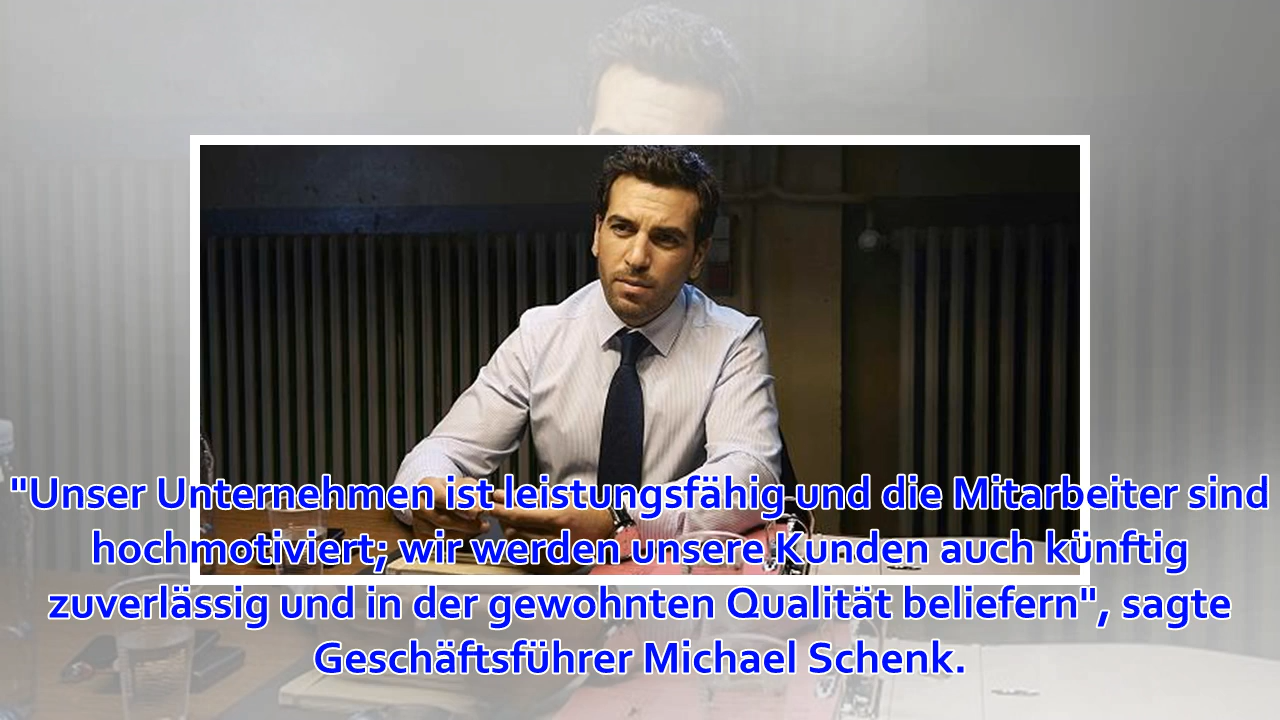 "Unser Unternehmen ist leistungsfähig und die Mitarbeiter sind
hochmotiviert; wir werden unsere Kunden auch künftig
zuverlässig und in der gewohnten Qualität beliefern", sagte
Geschäftsführer Michael Schenk.